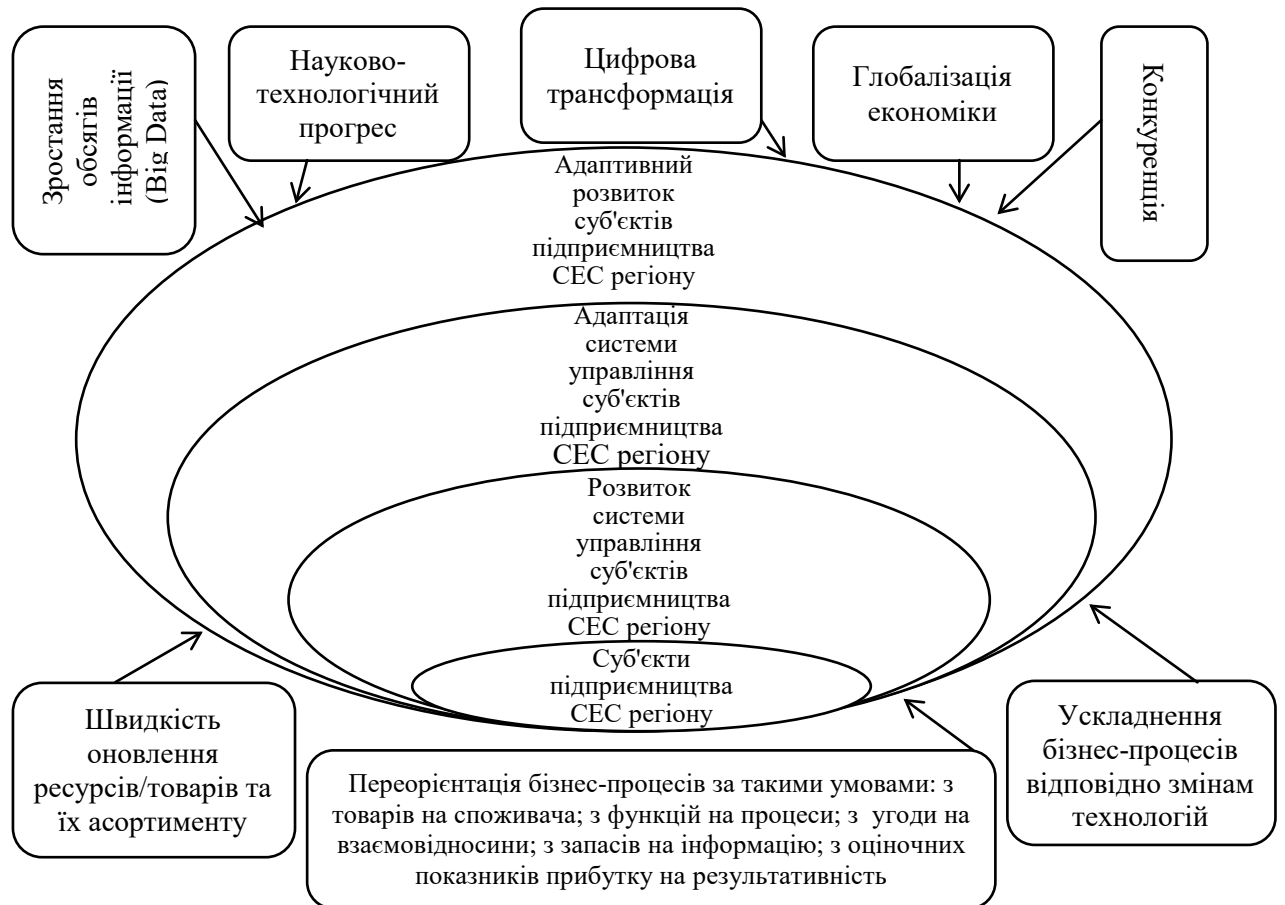 Зростання
обсягів
інформації
(Big Data)
Науково-
технологічний
прогрес
Цифрова
трансформація
Глобалізація
економіки
Конкуренція
Адаптивний
розвиток
суб'єктів
підприємництва
СЕС регіону
Адаптація
системи
управління
суб'єктів
підприємництва
СЕС регіону
Розвиток
системи
управління
суб'єктів
підприємництва
СЕС регіону
Суб'єкти
підприємництва
СЕС регіону
Швидкість
оновлення
ресурсів/товарів та
їх асортименту
Переорієнтація бізнес-процесів за такими умовами: з
товарів на споживача; з функцій на процеси; з угоди на
взаємовідносини; з запасів на інформацію; з оціночних
показників прибутку на результативність
Ускладнення
бізнес-процесів
відповідно змінам
технологій